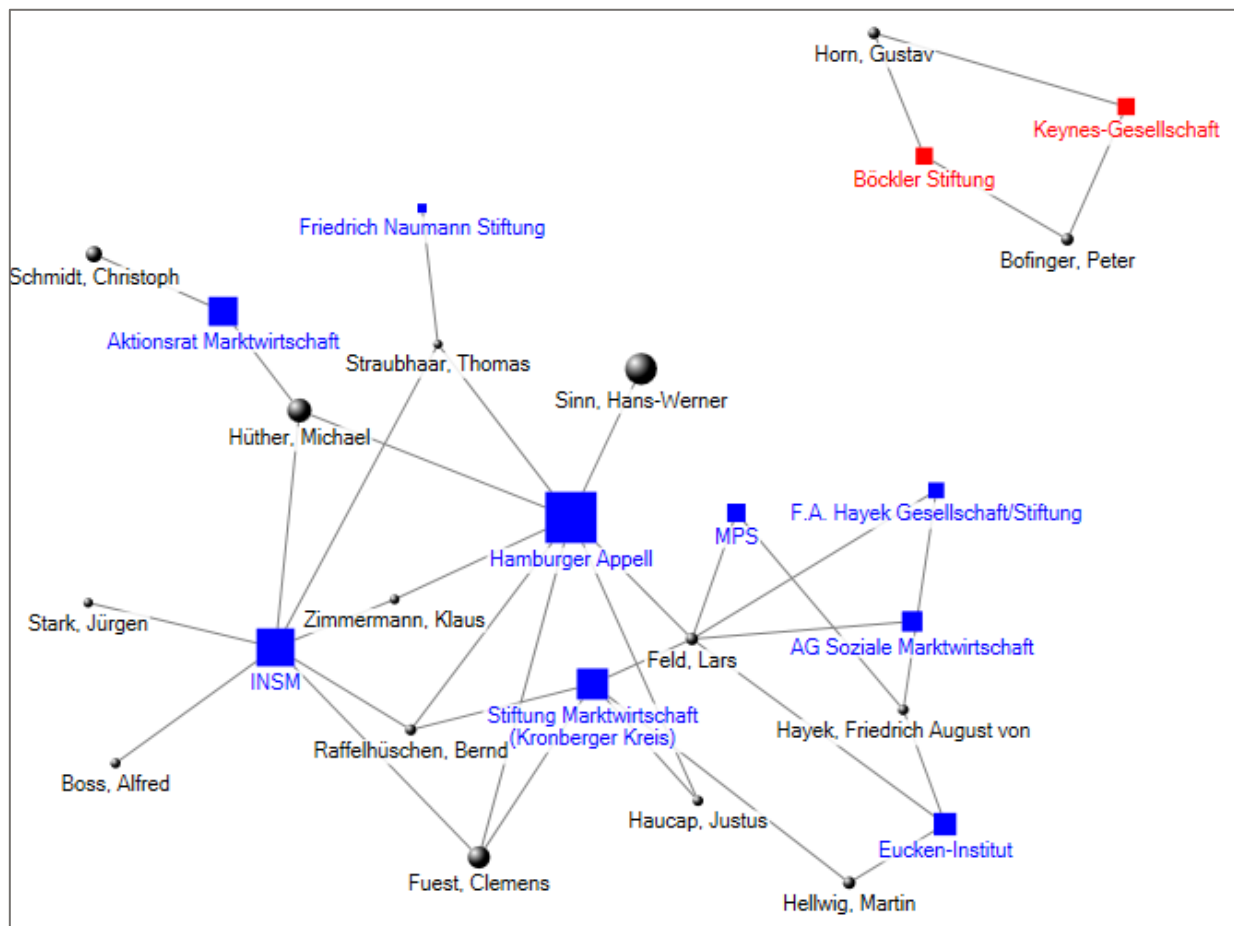 Horn, Gustav
Keynes-Gesellschaft
Böckler Stiftung
Friedrich Naumann Stiftung
Bofinger, Peter
Schmidt, Christoph
Aktionsrat Marktwirtschaft
Straubhaar, Thomas
Sinn, Hans-Werner
Hüther, Michael
F.A. Hayek Gesellschaft/Stiftung
MPS
Hamburger Appell
Stark, Jürgen
Zimmermann, Klaus
Feld, Lars
AG Soziale Marktwirtschaft
INSM
Stiftung Marktwirtschaft
(Kronberger Kreis)
Hayek, Friedrich August von
Raffelhüschen, Bernd
Boss, Alfred
Haucap, Justus
Eucken-Institut
Fuest, Clemens
Hellwig, Martin